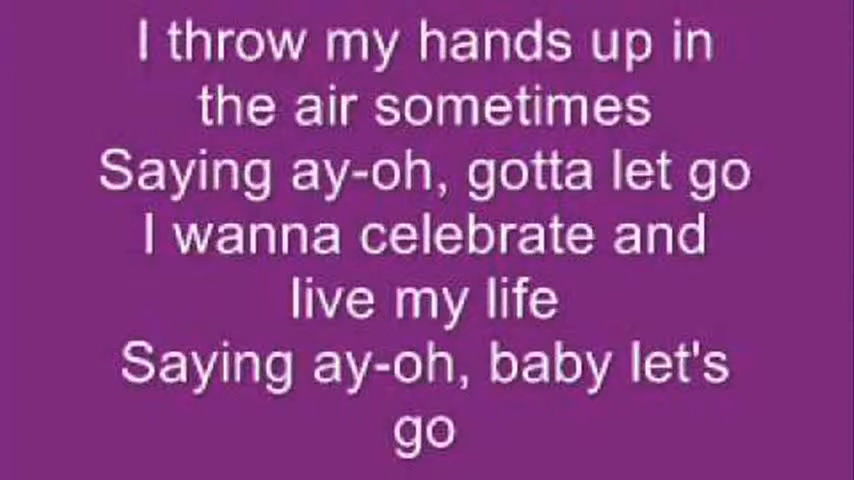 I throw my hands up in
the air sometimes
Saying ay-oh, gotta let go
I wanna celebrate and
live my life
Saying ay-oh, baby let's
go